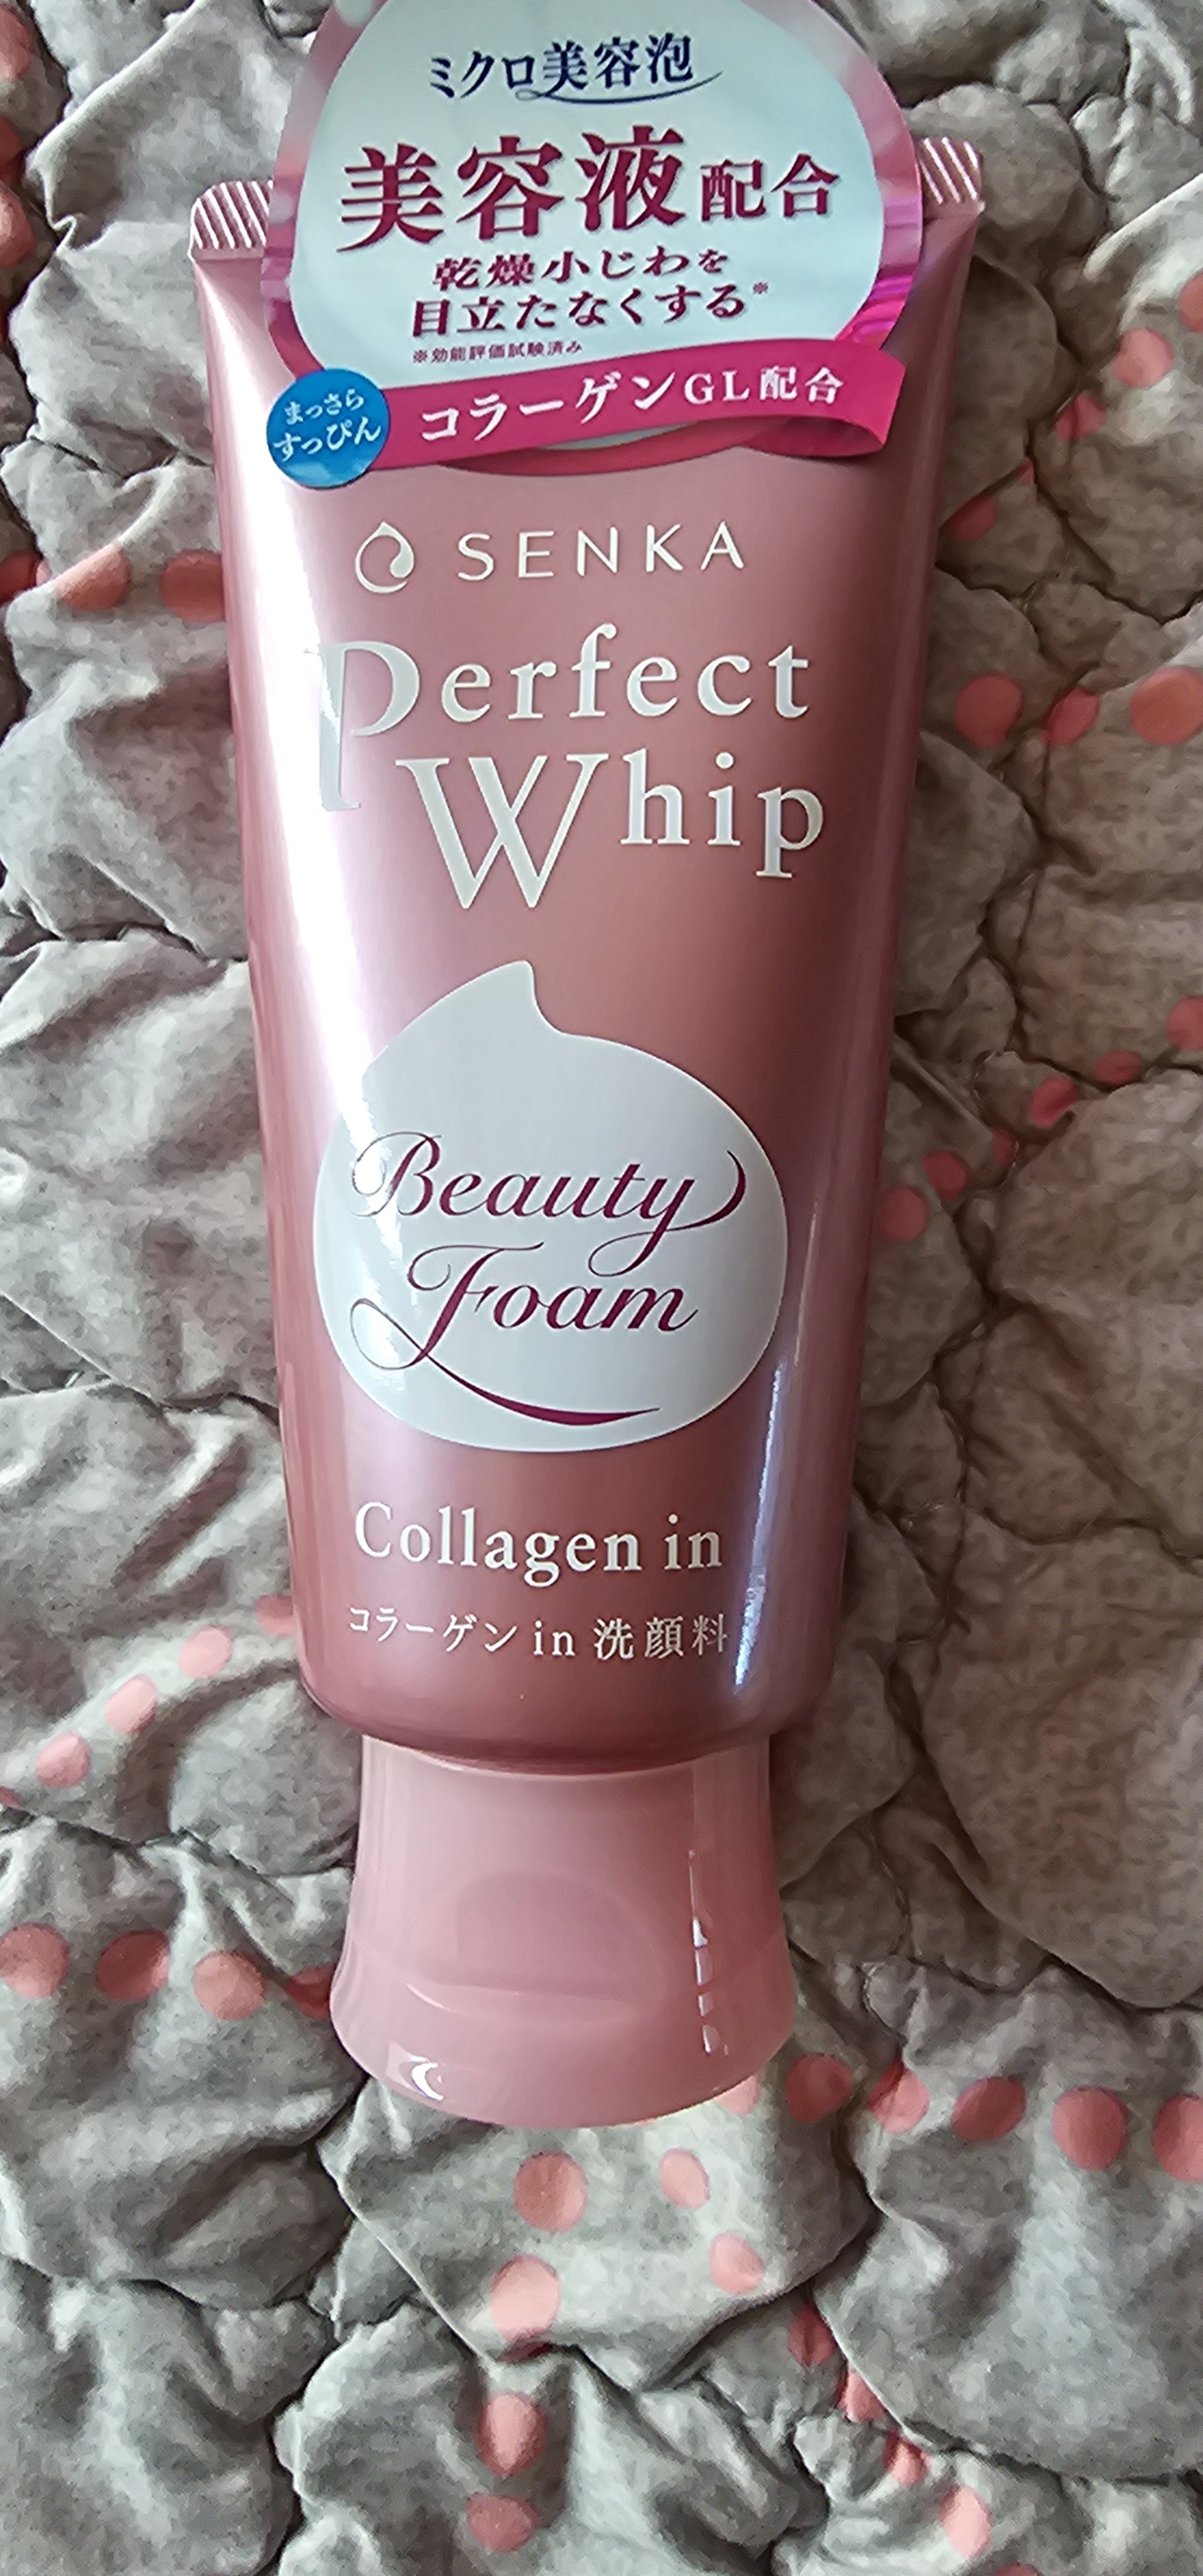 ミクロ美容泡
美容液配合
乾燥小じわを
目立たなくする※
※効能評価試験済み
まっさら
すっぴん
コラーゲンGL配合
SENKA
Perfect
Whip
Beauty
Foam
Collagen in
コラーゲン in 洗顔料